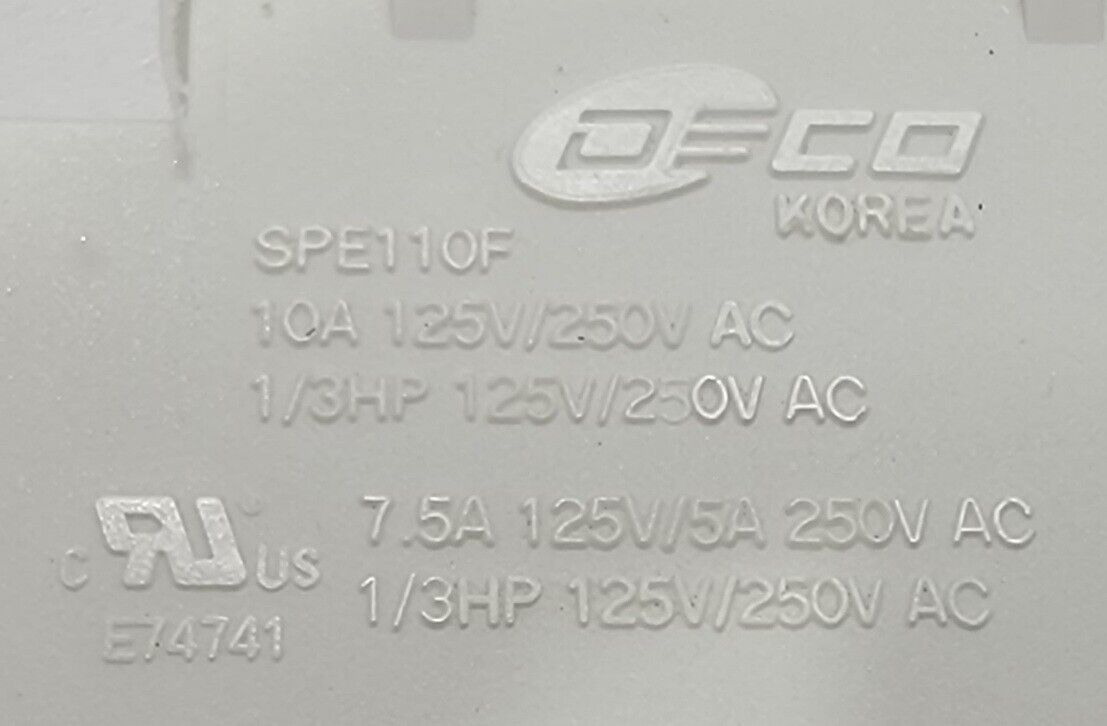 DECO
KOREA
SPE110F
10A 125V/250V AC
1/3HP 125V/250V AC
7.5A 125V/5A 250V AC
1/3HP 125V/250V AC
C RU US
E74741